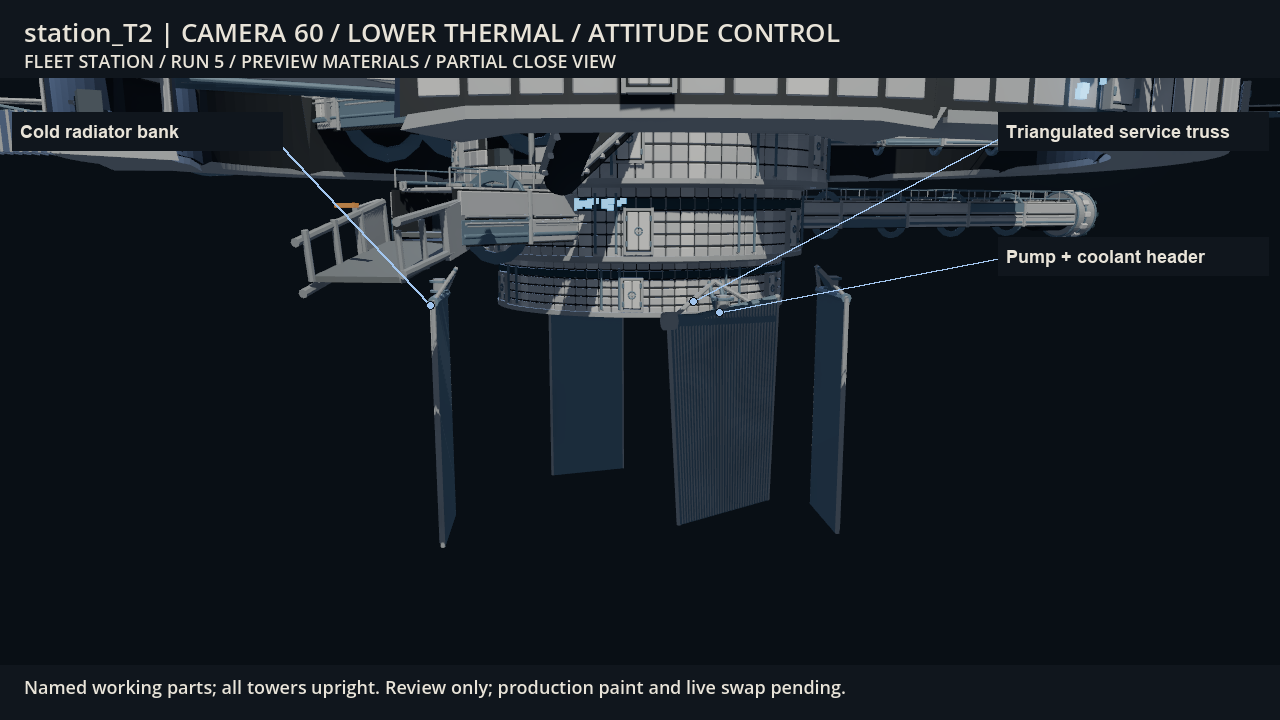 station_T2 | CAMERA 60 / LOWER THERMAL / ATTITUDE CONTROL
FLEET STATION / RUN 5 / PREVIEW MATERIALS / PARTIAL CLOSE VIEW
Cold radiator bank
Triangulated service truss
Pump + coolant header
Named working parts; all towers upright. Review only; production paint and live swap pending.